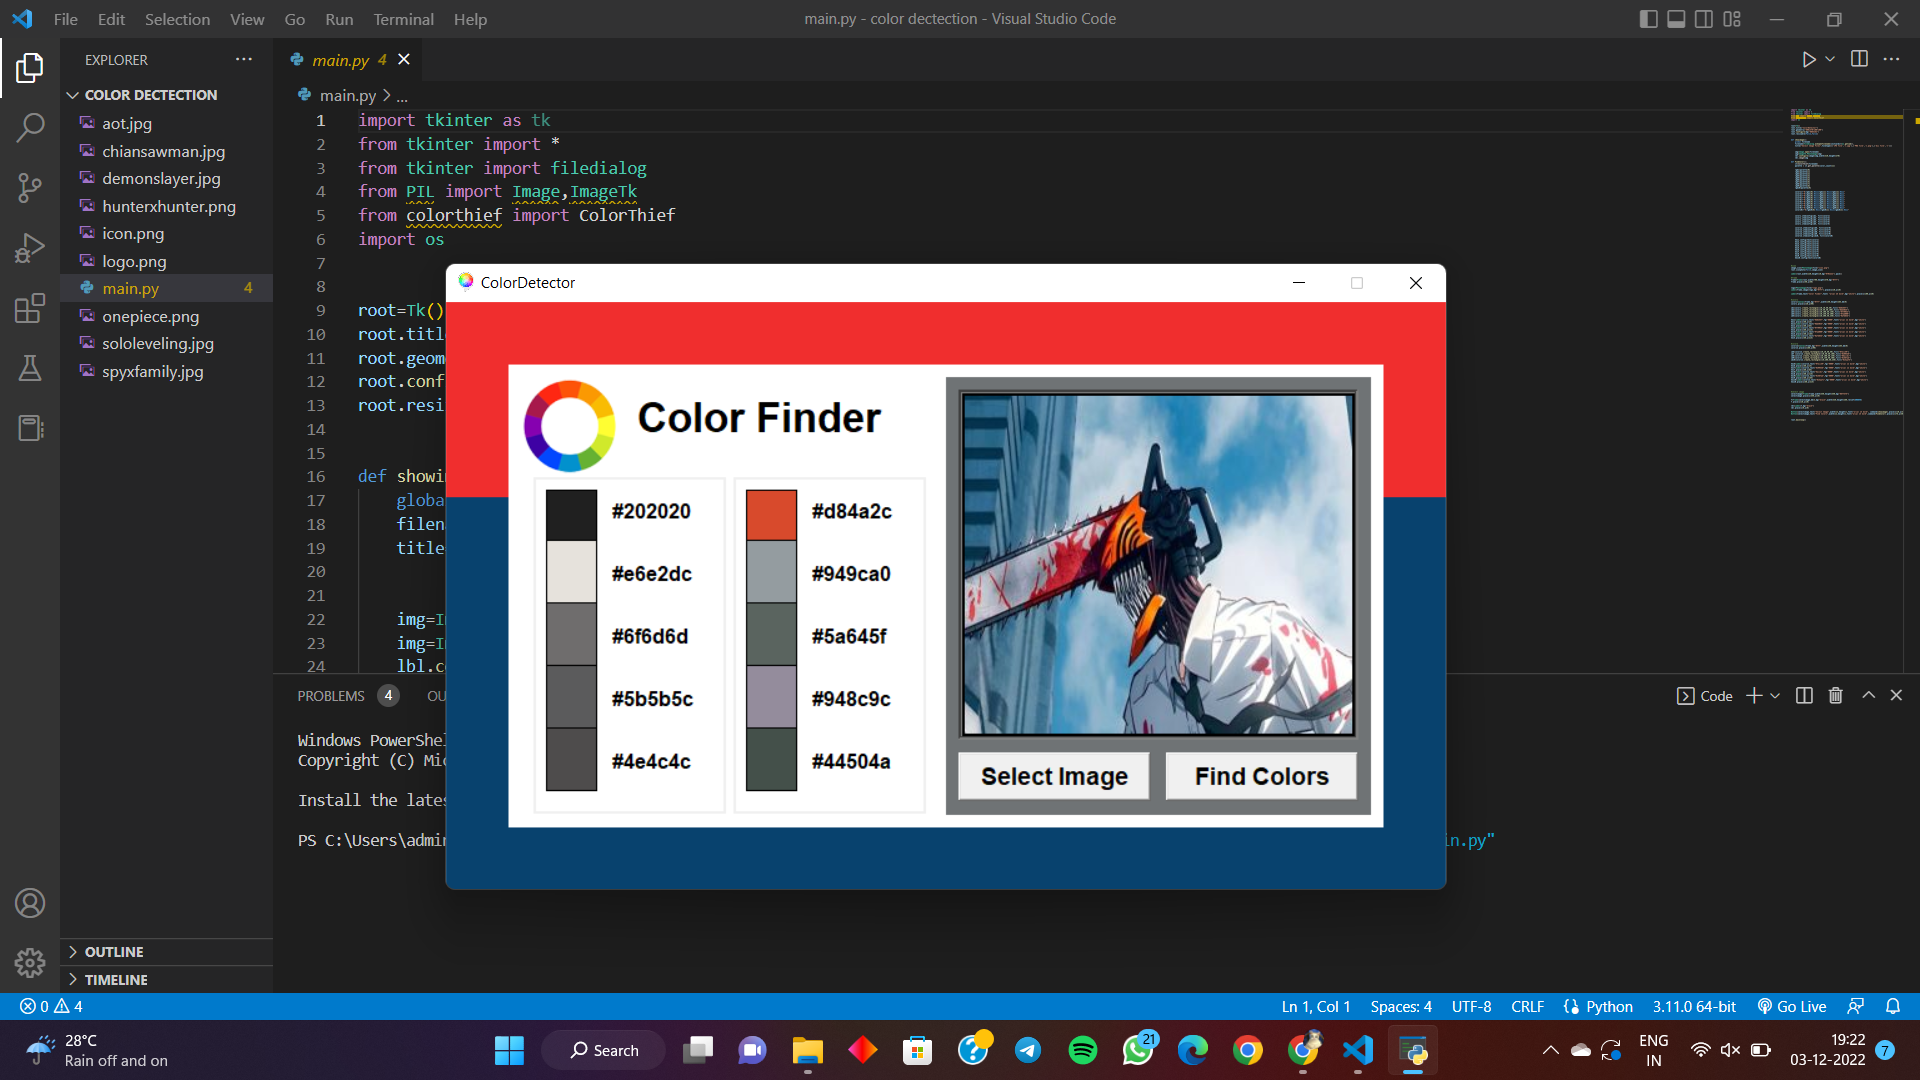 File Edit Selection View Go Run Terminal Help
main.py - color dectection - Visual Studio Code
EXPLORER
COLOR DECTECTION
aot.jpg
chiansawman.jpg
demonslayer.jpg
hunterxhunter.png
icon.png
logo.png
main.py 4
onepiece.png
sololeveling.jpg
spyxfamily.jpg
OUTLINE
TIMELINE
main.py 4
main.py > ...
1 import tkinter as tk
2 from tkinter import *
3 from tkinter import filedialog
4 from PIL import Image,ImageTk
5 from colorthief import ColorThief
6 import os
7
8
9 root=Tk()
10 root.titl
11 root.geom
12 root.conf
13 root.resi
14
15
16 def showi
17 globa
18 filen
19 title
20
21
22 img=I
23 img=I
24 lbl.c
ColorDetector
Color Finder
#202020
#e6e2dc
#6f6d6d
#5b5b5c
#4e4c4c
#d84a2c
#949ca0
#5a645f
#948c9c
#44504a
Select Image
Find Colors
PROBLEMS 4 OU
Code
Windows PowerShel
Copyright (C) Mic
Install the lates
PS C:\Users\admin
in.py"
0 4
Ln 1, Col 1 Spaces: 4 UTF-8 CRLF Python 3.11.0 64-bit Go Live
28°C
Rain off and on
Search
21
ENG
IN
19:22
03-12-2022
7